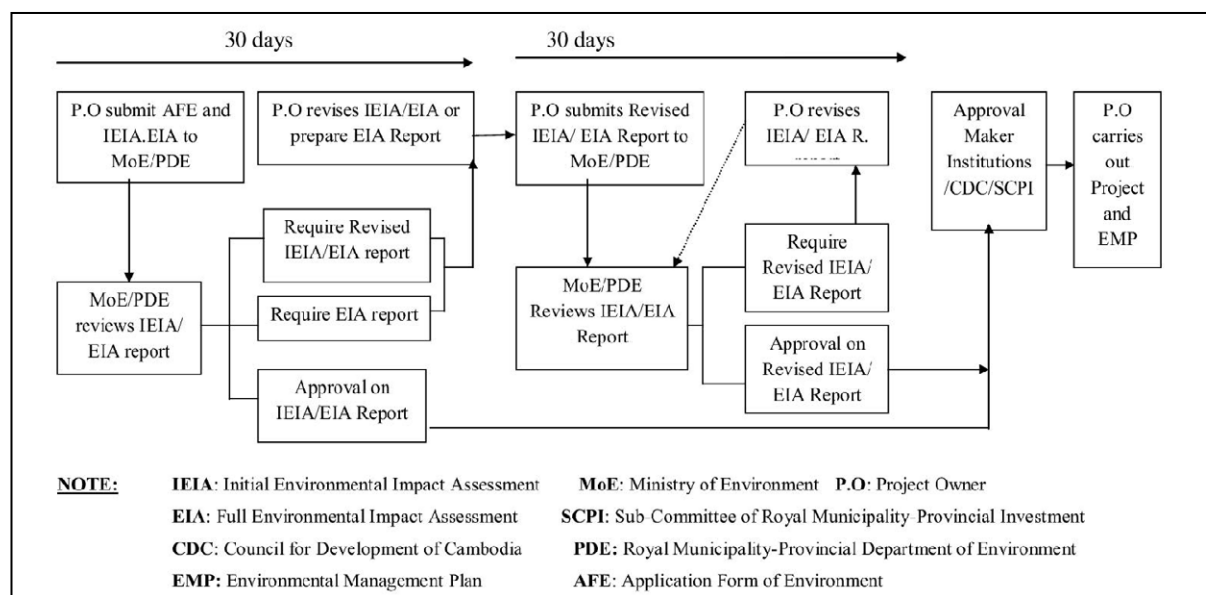 30 days
30 days
P.O submit AFE and
IEIA.EIA to
MoE/PDE
P.O revises IEIA/EIA or
prepare EIA Report
P.O submits Revised
IEIA/ EIA Report to
MoE/PDE
P.O revises
IEIA/ EIA R.
Approval
Maker
Institutions
/CDC/SCPI
P.O
carries
out
Project
and
EMP
Require Revised
IEIA/EIA report
Require EIA report
MoE/PDE
reviews IEIA/
EIA report
Approval on
IEIA/EIA Report
MoE/PDE
Reviews IEIA/EIA
Report
Require
Revised IEIA/
EIA Report
Approval on
Revised IEIA/
EIA Report
NOTE: IEIA: Initial Environmental Impact Assessment MoE: Ministry of Environment P.O: Project Owner
EIA: Full Environmental Impact Assessment SCPI: Sub-Committee of Royal Municipality-Provincial Investment
CDC: Council for Development of Cambodia PDE: Royal Municipality-Provincial Department of Environment
EMP: Environmental Management Plan AFE: Application Form of Environment